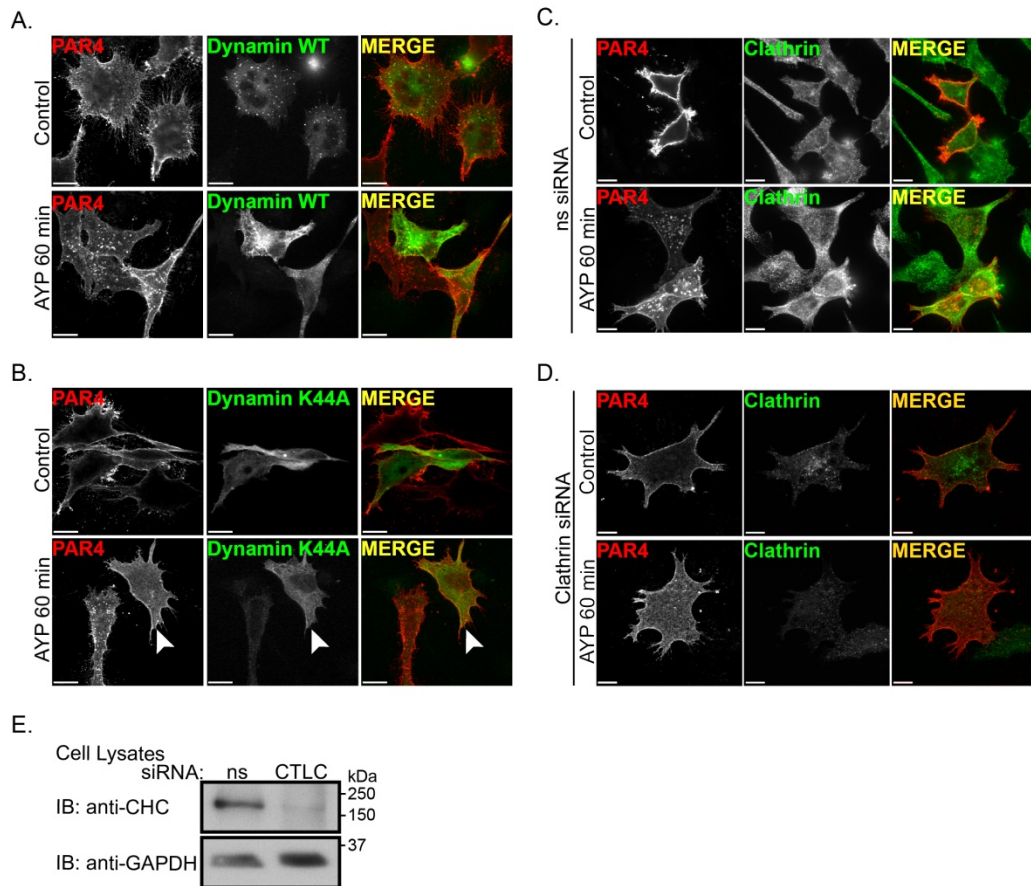 A.
PAR4 Dynamin WT MERGE
Control
PAR4 Dynamin WT MERGE
AYP 60 min
B.
PAR4 Dynamin K44A MERGE
Control
PAR4 Dynamin K44A MERGE
AYP 60 min
C.
PAR4 Clathrin MERGE
Control
ns siRNA
PAR4 Clathrin MERGE
AYP 60 min
D.
PAR4 Clathrin MERGE
Control
Clathrin siRNA
PAR4 Clathrin MERGE
AYP 60 min
E.
Cell Lysates
siRNA: ns CTLC kDa
250
IB: anti-CHC
150
37
IB: anti-GAPDH